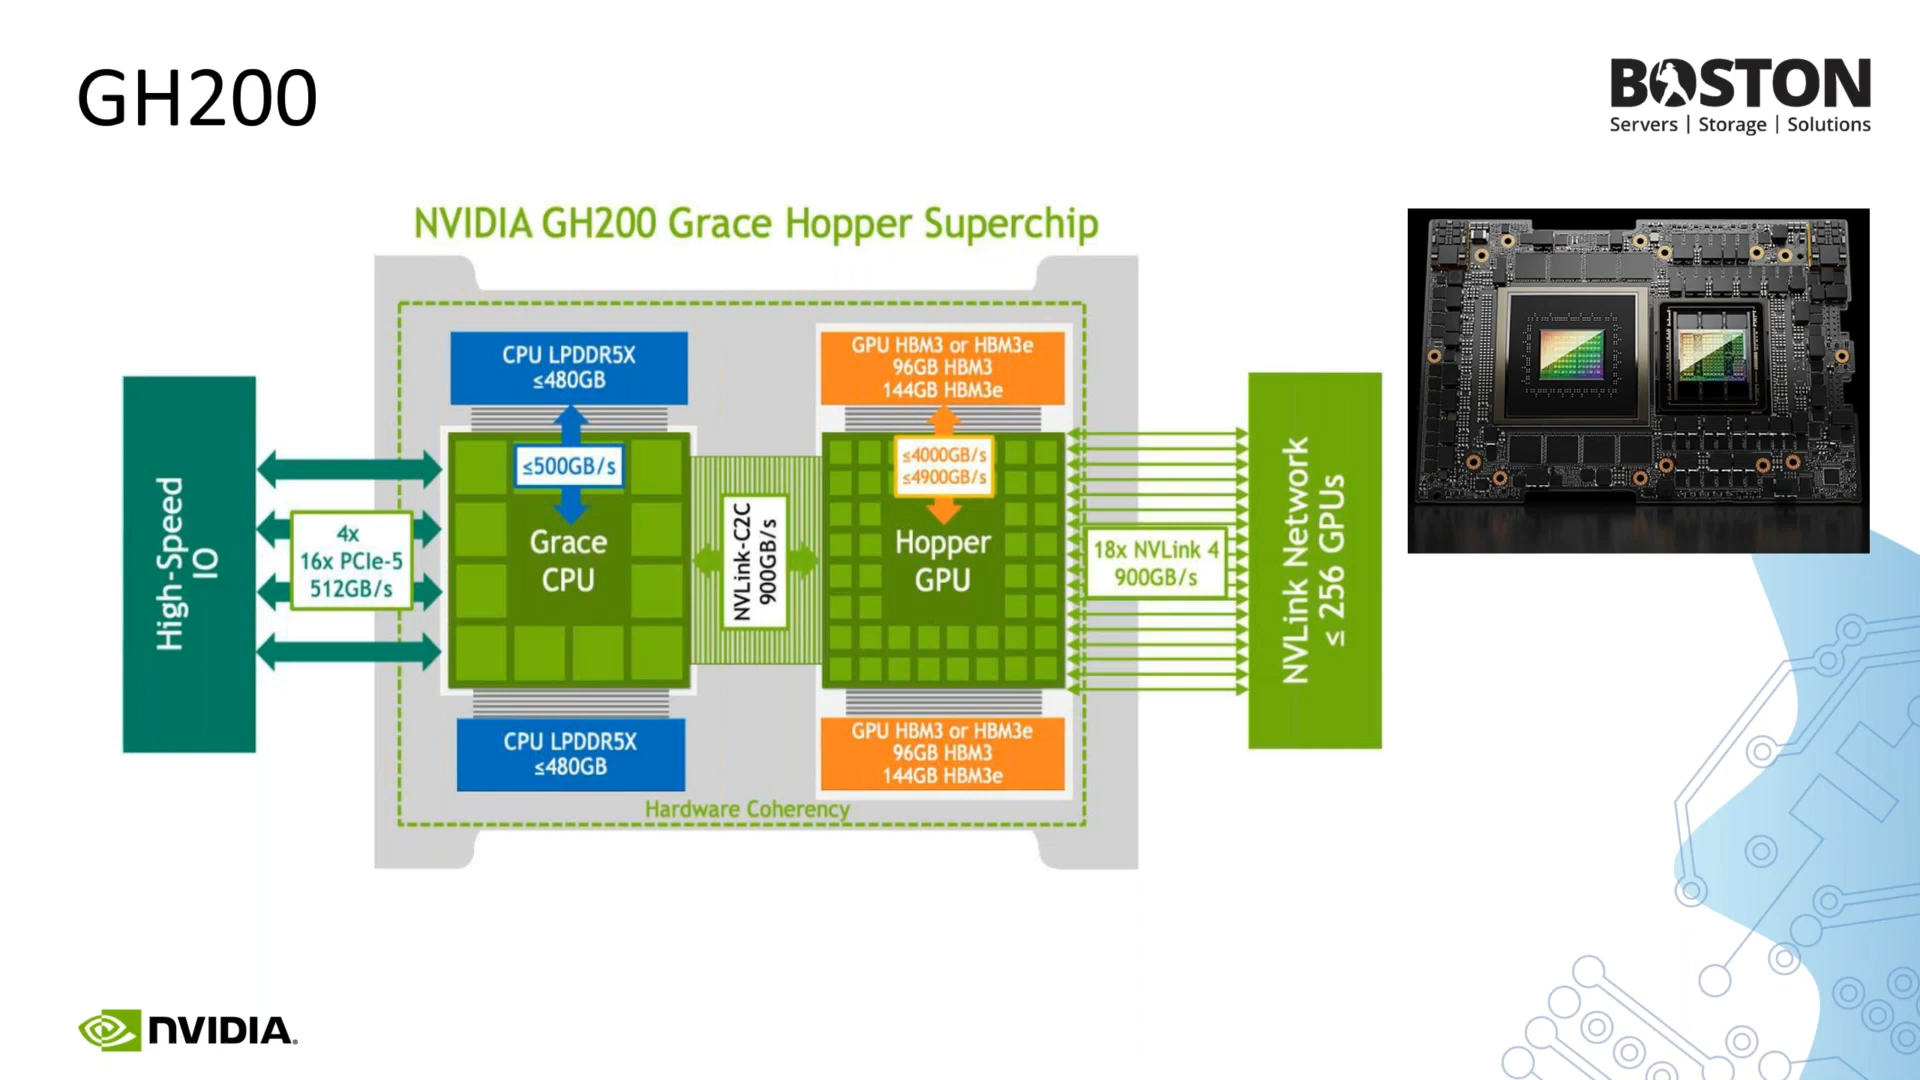 GH200
BOSTON
Servers | Storage | Solutions
NVIDIA GH200 Grace Hopper Superchip
CPU LPDDR5X
≤480GB
GPU HBM3 or HBM3e
96GB HBM3
144GB HBM3e
High-Speed
IO
4x
16x PCIe-5
512GB/s
≤500GB/s
Grace
CPU
NVLink-C2C
900GB/s
≤4000GB/s
≤4900GB/s
Hopper
GPU
18x NVLink 4
900GB/s
NVLink Network
≤ 256 GPUs
CPU LPDDR5X
≤480GB
GPU HBM3 or HBM3e
96GB HBM3
144GB HBM3e
Hardware Coherency
NVIDIA.